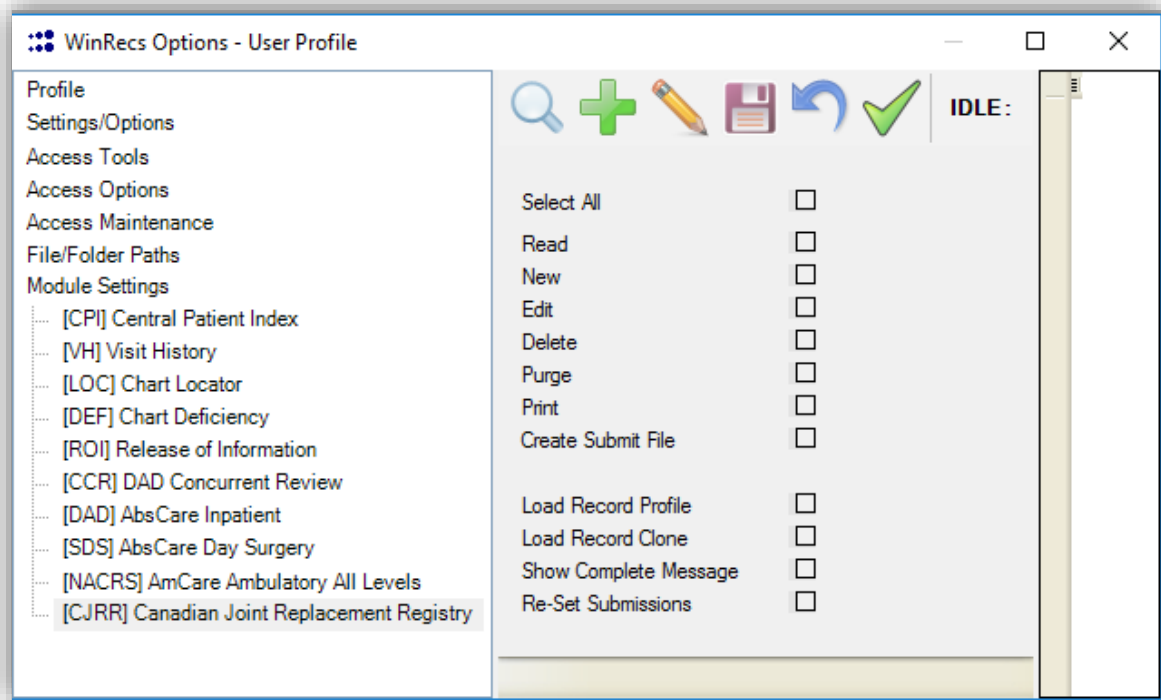 WinRecs Options - User Profile
Profile
Settings/Options
Access Tools
Access Options
Access Maintenance
File/Folder Paths
Module Settings
[CPI] Central Patient Index
[VH] Visit History
[LOC] Chart Locator
[DEF] Chart Deficiency
[ROI] Release of Information
[CCR] DAD Concurrent Review
[DAD] AbsCare Inpatient
[SDS] AbsCare Day Surgery
[NACRS] AmCare Ambulatory All Levels
[CJRR] Canadian Joint Replacement Registry
IDLE:
Select All
Read
New
Edit
Delete
Purge
Print
Create Submit File
Load Record Profile
Load Record Clone
Show Complete Message
Re-Set Submissions